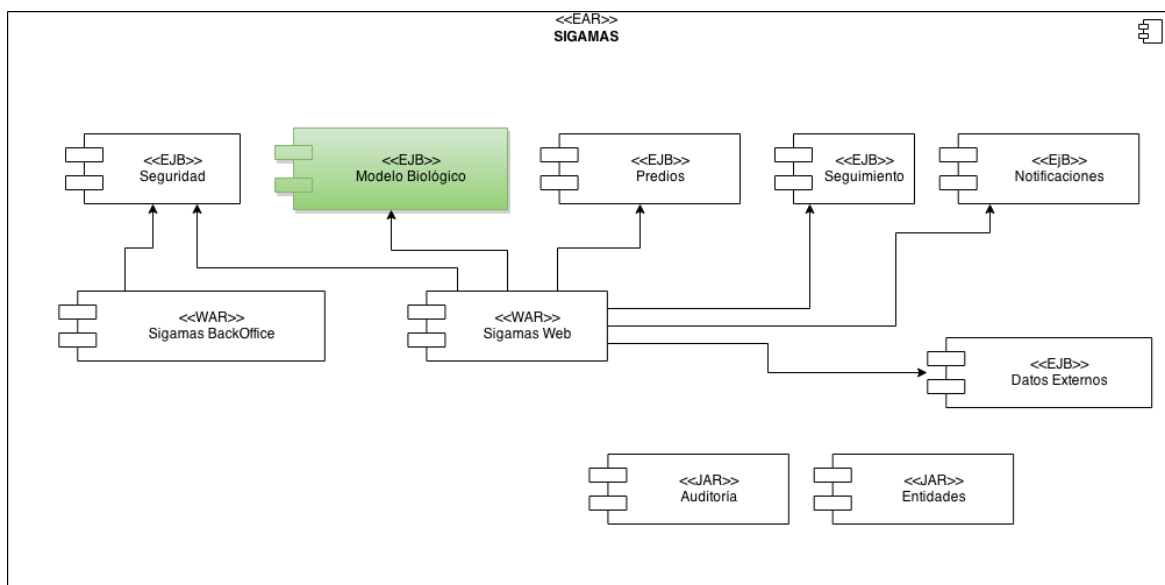 <<EAR>>
SIGAMAS
<<EJB>>
Seguridad
<<EJB>>
Modelo Biológico
<<EJB>>
Predios
<<EJB>>
Seguimiento
<<EjB>>
Notificaciones
<<WAR>>
Sigamas BackOffice
<<WAR>>
Sigamas Web
<<EJB>>
Datos Externos
<<JAR>>
Auditoría
<<JAR>>
Entidades